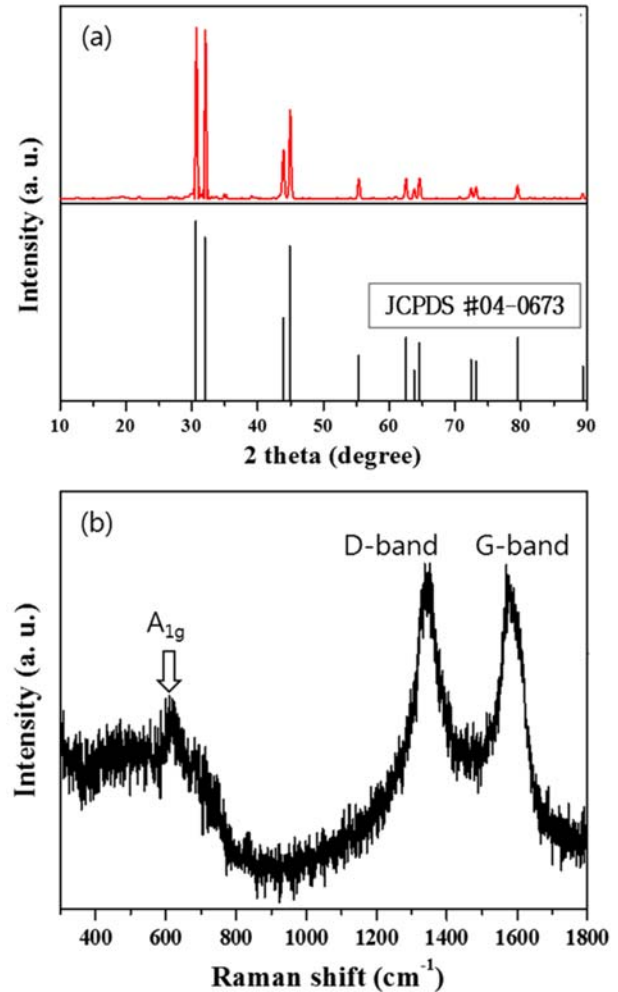 (a)
Intensity (a. u.)
JCPDS #04-0673
10 20 30 40 50 60 70 80 90
2 theta (degree)
(b)
D-band G-band
A1g
Intensity (a. u.)
400 600 800 1000 1200 1400 1600 1800
Raman shift (cm-1)